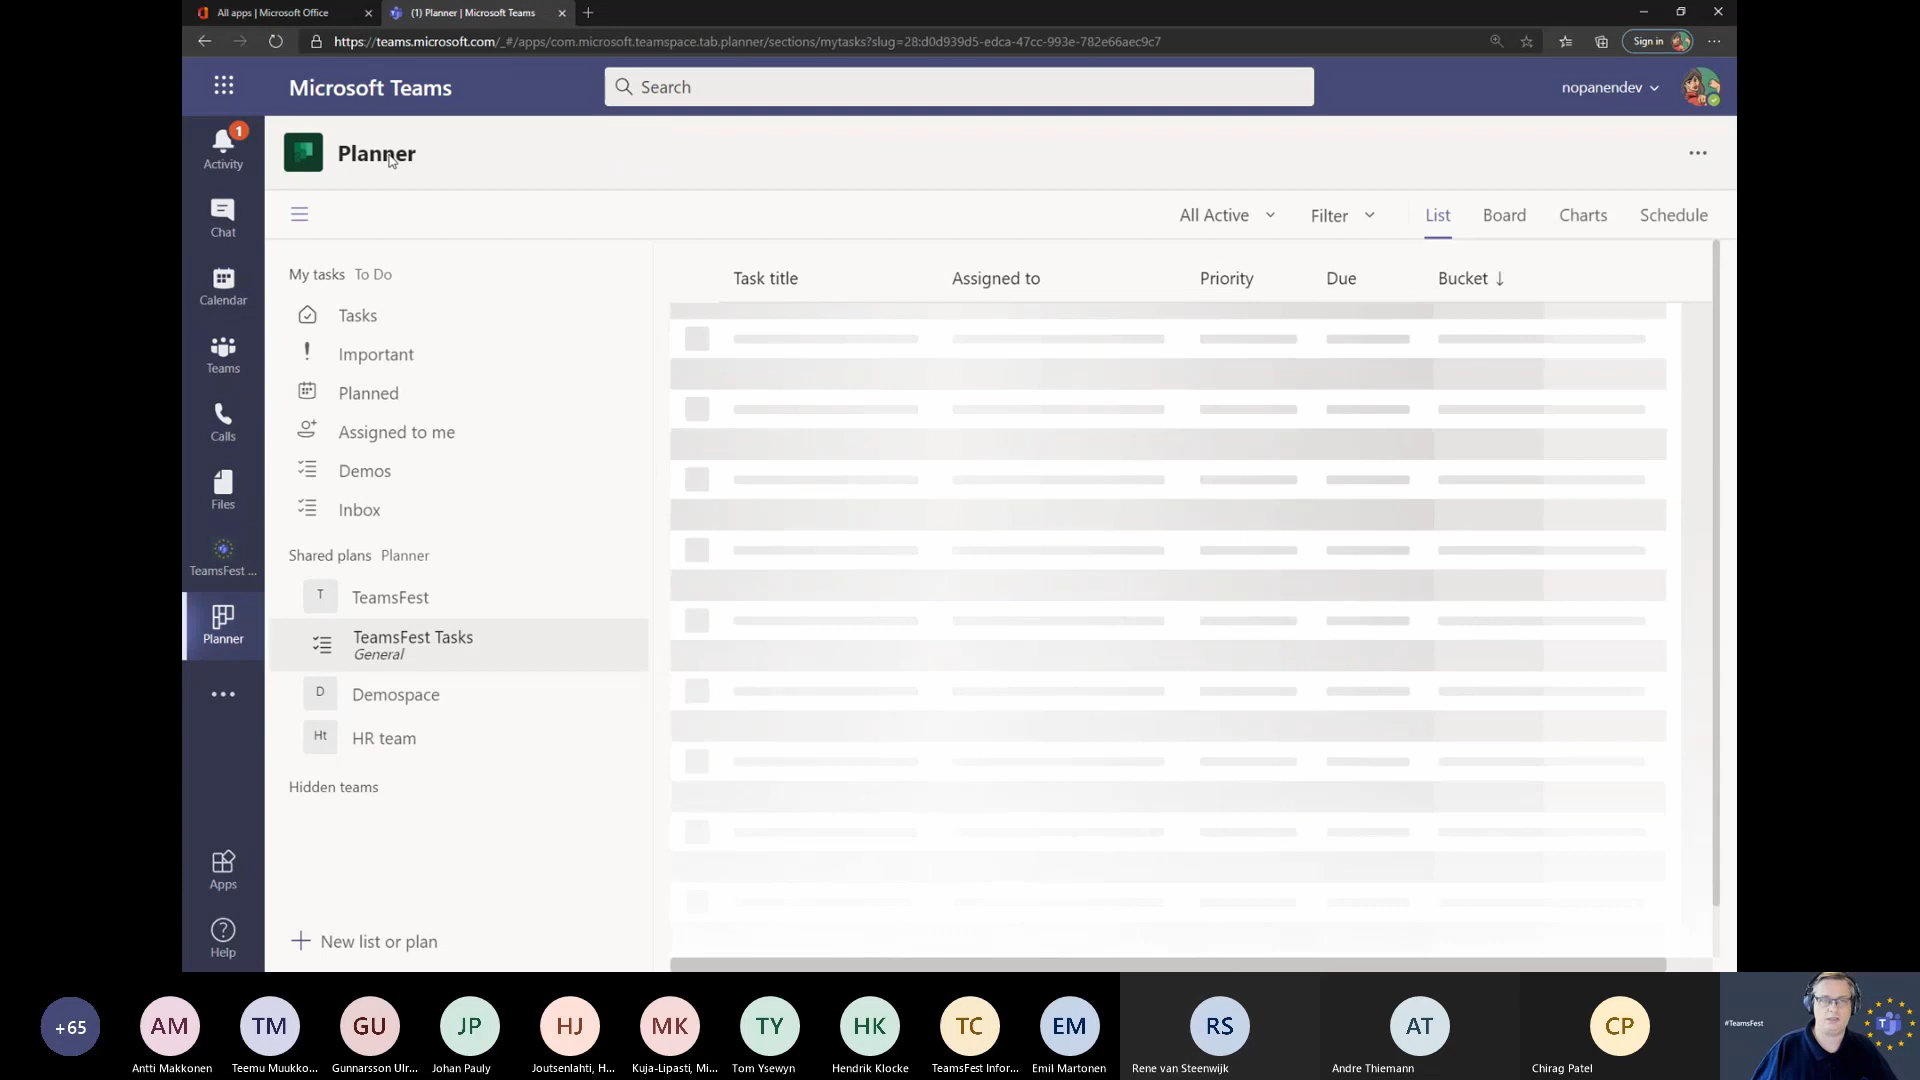 All apps | Microsoft Office
(1) Planner | Microsoft Teams
https://teams.microsoft.com/_#/apps/com.microsoft.teamspace.tab.planner/sections/mytasks?slug=28:d0d939d5-edca-47cc-993e-782e66aec9c7
Sign in
Microsoft Teams
Search
nopanendev
1
Activity
Chat
Calendar
Teams
Calls
Files
TeamsFest ...
Planner
Apps
Help
Planner
All Active
Filter
List
Board
Charts
Schedule
My tasks To Do
Tasks
Important
Planned
Assigned to me
Demos
Inbox
Shared plans Planner
T TeamsFest
TeamsFest Tasks
General
D Demospace
Ht HR team
Hidden teams
New list or plan
Task title
Assigned to
Priority
Due
Bucket ↓
+65
AM
Antti Makkonen
TM
Teemu Muukko...
GU
Gunnarsson Ulr...
JP
Johan Pauly
HJ
Joutsenlahti, H...
MK
Kuja-Lipasti, Mi...
TY
Tom Ysewyn
HK
Hendrik Klocke
TC
TeamsFest Infor...
EM
Emil Martonen
RS
Rene van Steenwijk
AT
Andre Thiemann
CP
Chirag Patel
#TeamsFest
T